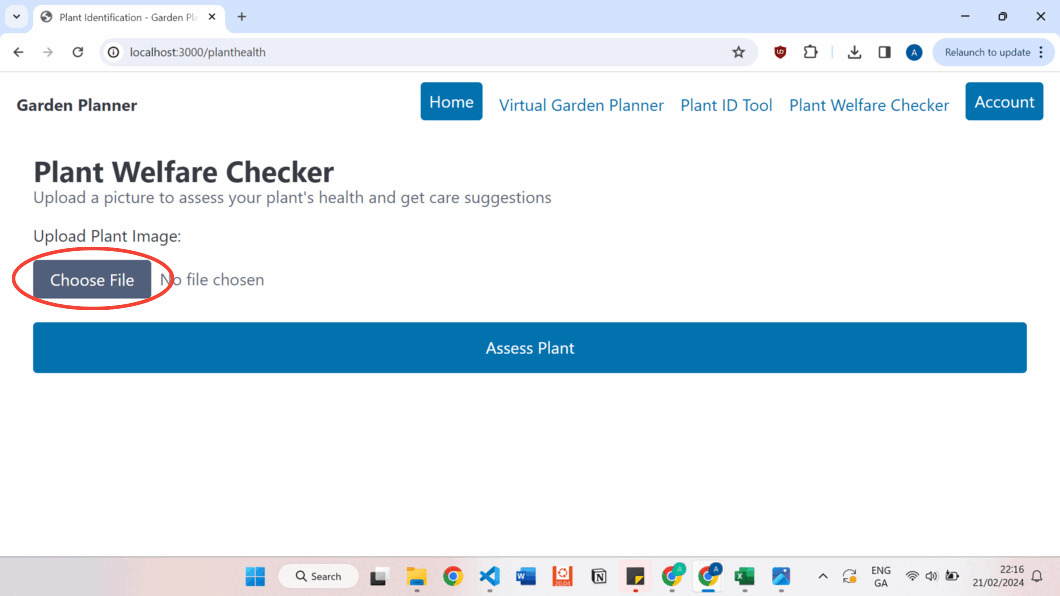 Plant Identification - Garden Pl
localhost:3000/planthealth
A
Relaunch to update
Garden Planner
Home
Virtual Garden Planner
Plant ID Tool
Plant Welfare Checker
Account
Plant Welfare Checker
Upload a picture to assess your plant's health and get care suggestions
Upload Plant Image:
Choose File
No file chosen
Assess Plant
Search
ENG
GA
22:16
21/02/2024